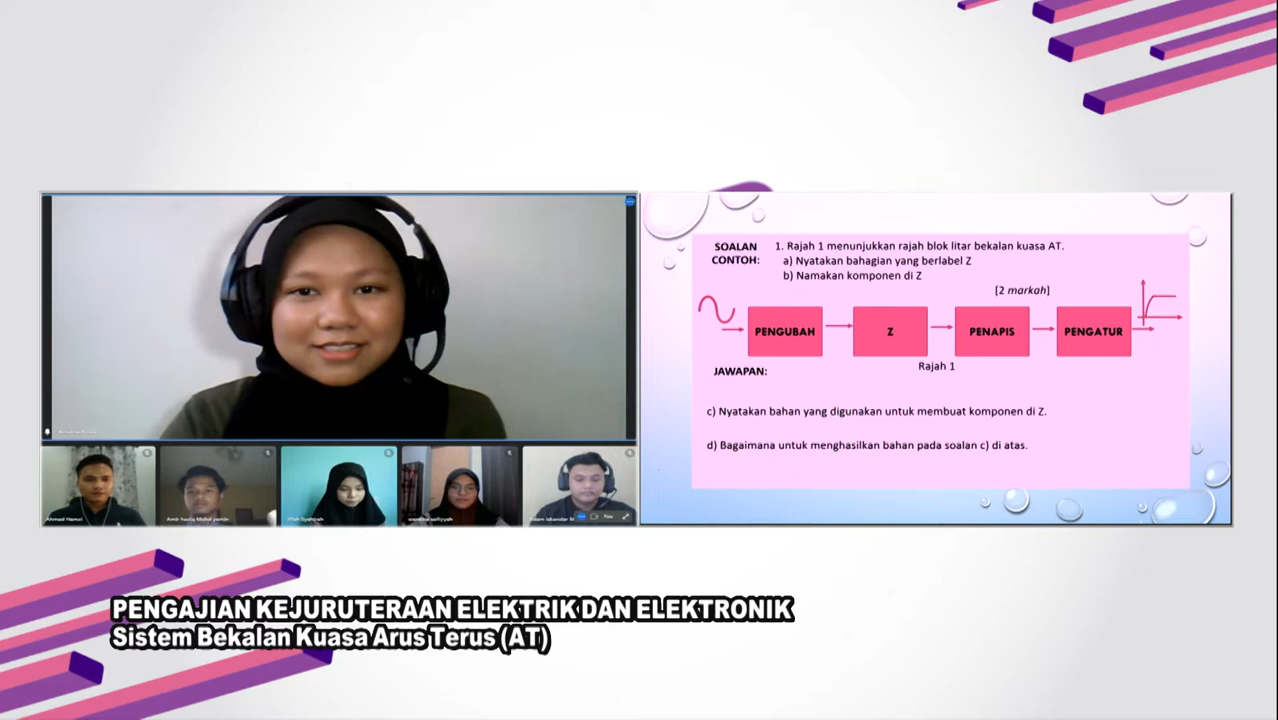 SOALAN CONTOH:
1. Rajah 1 menunjukkan rajah blok litar bekalan kuasa AT.
a) Nyatakan bahagian yang berlabel Z
b) Namakan komponen di Z
[2 markah]
PENGUBAH
Z
PENAPIS
PENGATUR
Rajah 1
JAWAPAN:
c) Nyatakan bahan yang digunakan untuk membuat komponen di Z.
d) Bagaimana untuk menghasilkan bahan pada soalan c) di atas.
Ahmad Hamzi
PENGAJIAN KEJURUTERAAN ELEKTRIK DAN ELEKTRONIK
Sistem Bekalan Kuasa Arus Terus (AT)